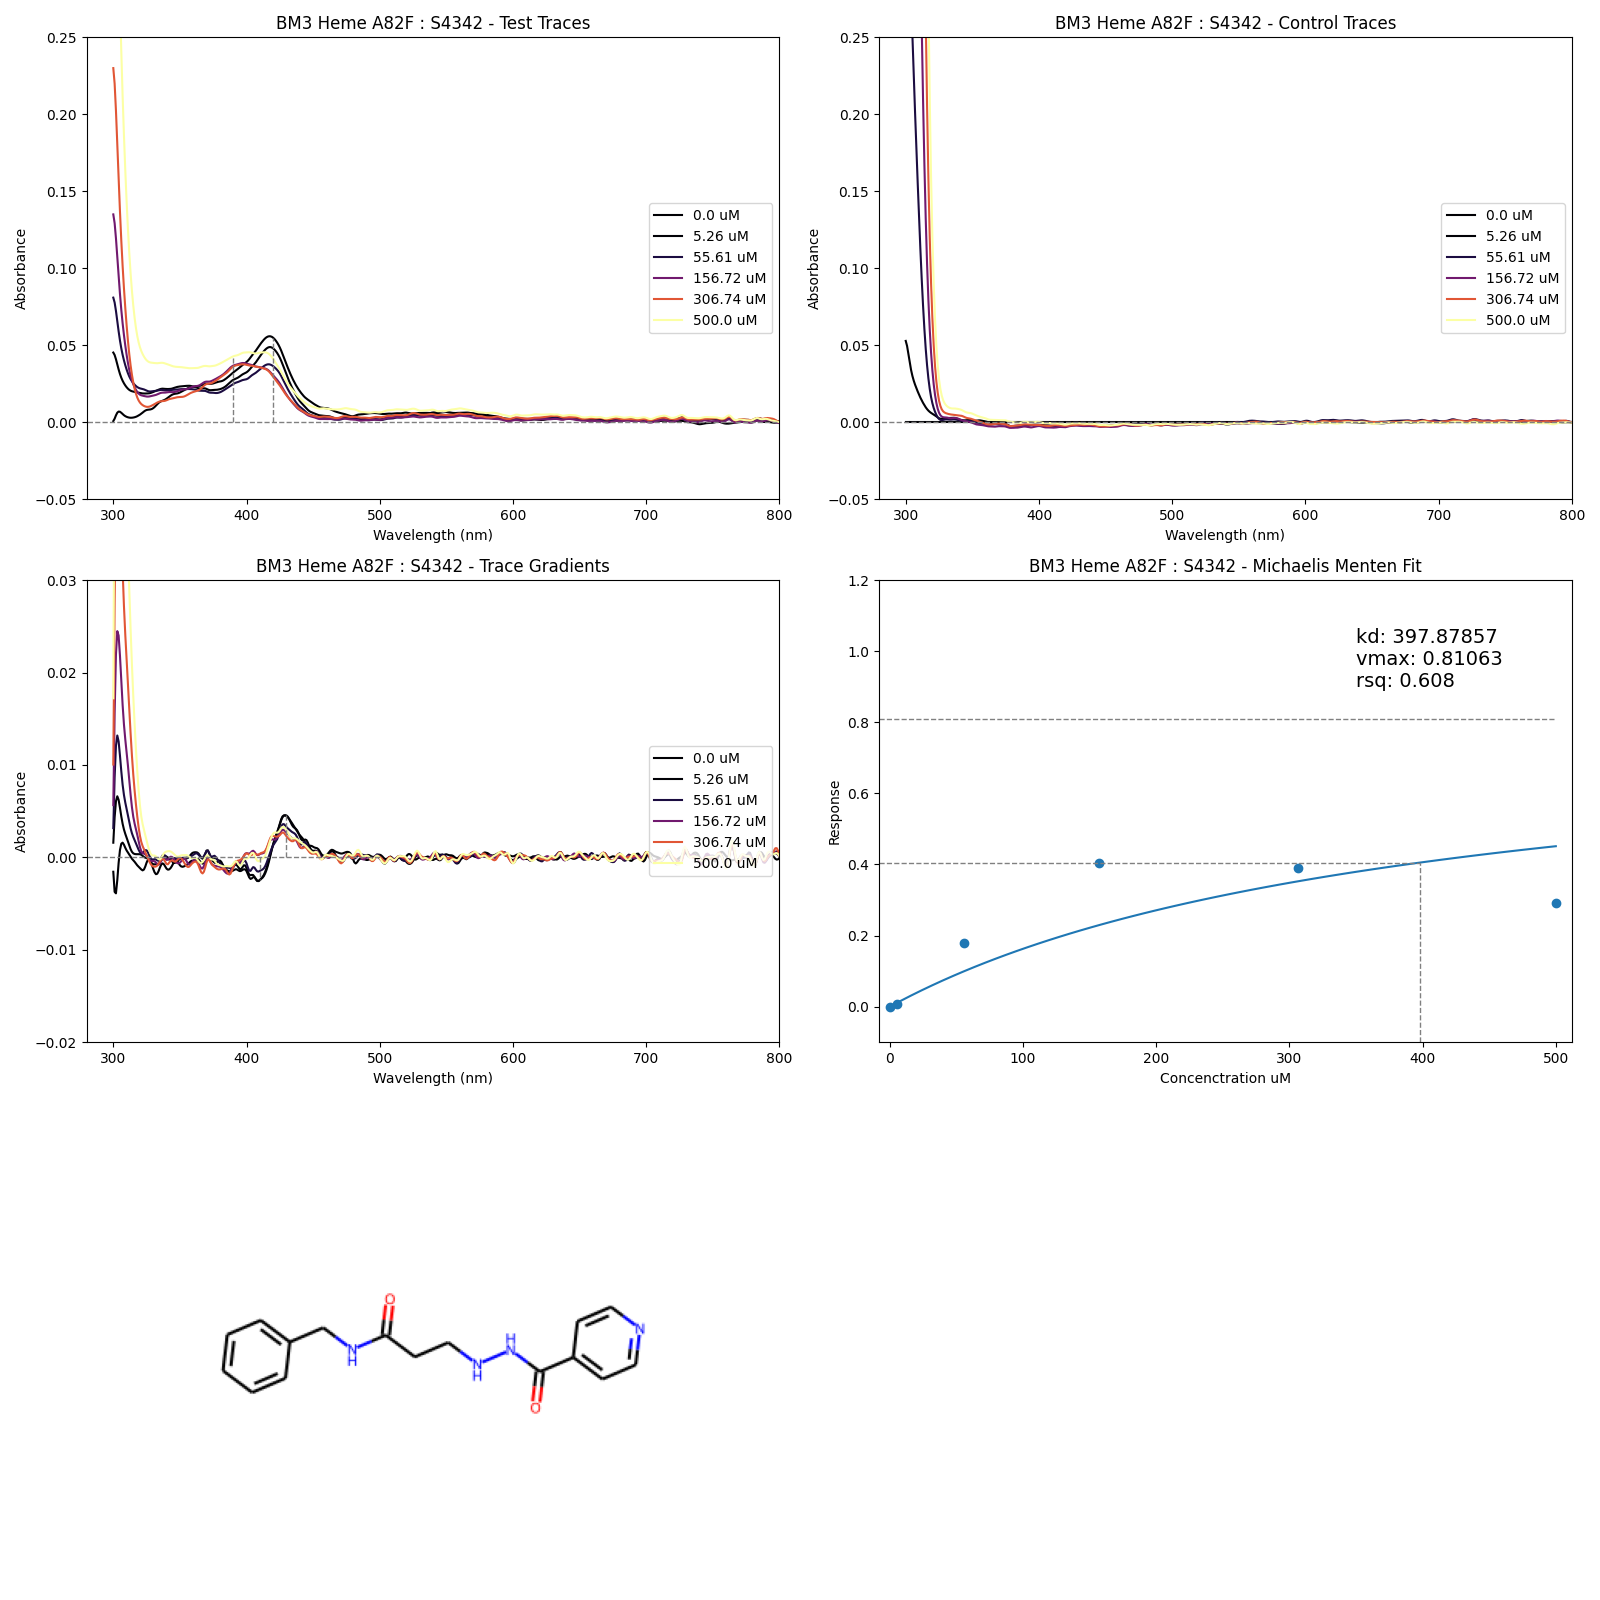 BM3 Heme A82F : S4342 - Test Traces
0.25
0.20
0.15
0.10
0.05
0.00
−0.05
Absorbance
300 400 500 600 700 800
Wavelength (nm)
0.0 uM
5.26 uM
55.61 uM
156.72 uM
306.74 uM
500.0 uM
BM3 Heme A82F : S4342 - Control Traces
0.25
0.20
0.15
0.10
0.05
0.00
−0.05
Absorbance
300 400 500 600 700 800
Wavelength (nm)
0.0 uM
5.26 uM
55.61 uM
156.72 uM
306.74 uM
500.0 uM
BM3 Heme A82F : S4342 - Trace Gradients
0.03
0.02
0.01
0.00
−0.01
−0.02
Absorbance
300 400 500 600 700 800
Wavelength (nm)
0.0 uM
5.26 uM
55.61 uM
156.72 uM
306.74 uM
500.0 uM
BM3 Heme A82F : S4342 - Michaelis Menten Fit
1.2
1.0
0.8
0.6
0.4
0.2
0.0
Response
kd: 397.87857
vmax: 0.81063
rsq: 0.608
0 100 200 300 400 500
Concenctration uM
O
N
H
N
H
H
N
O
N